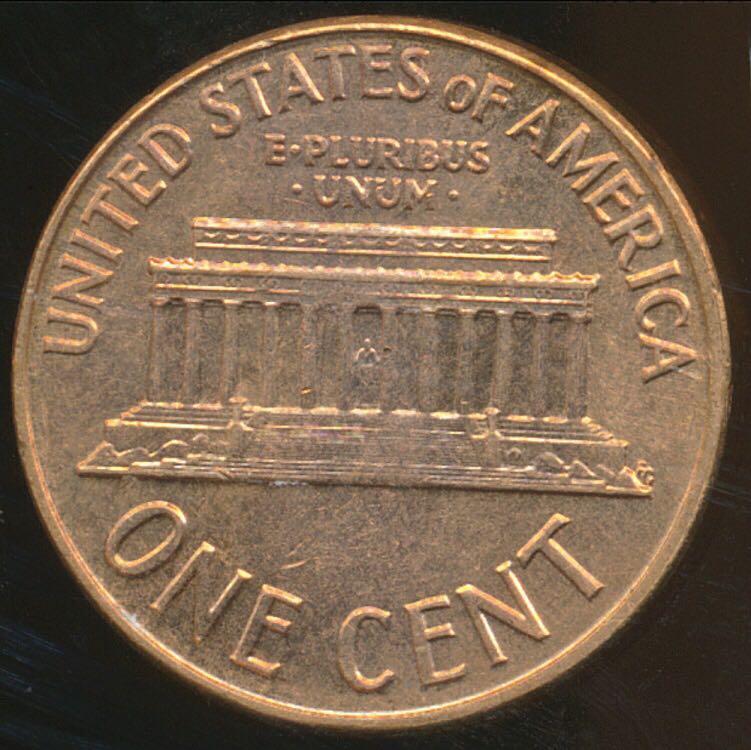 UNITED STATES OF AMERICA
E·PLURIBUS
·UNUM·
ONE CENT